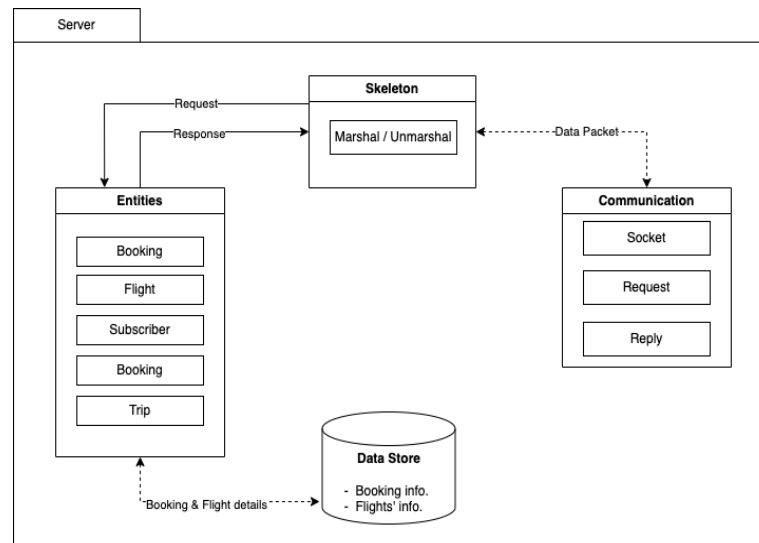 Server
Skeleton
Marshal / Unmarshal
Request
Response
Data Packet
Entities
Booking
Flight
Subscriber
Booking
Trip
Communication
Socket
Request
Reply
Data Store
- Booking info.
- Flights' info.
Booking & Flight details